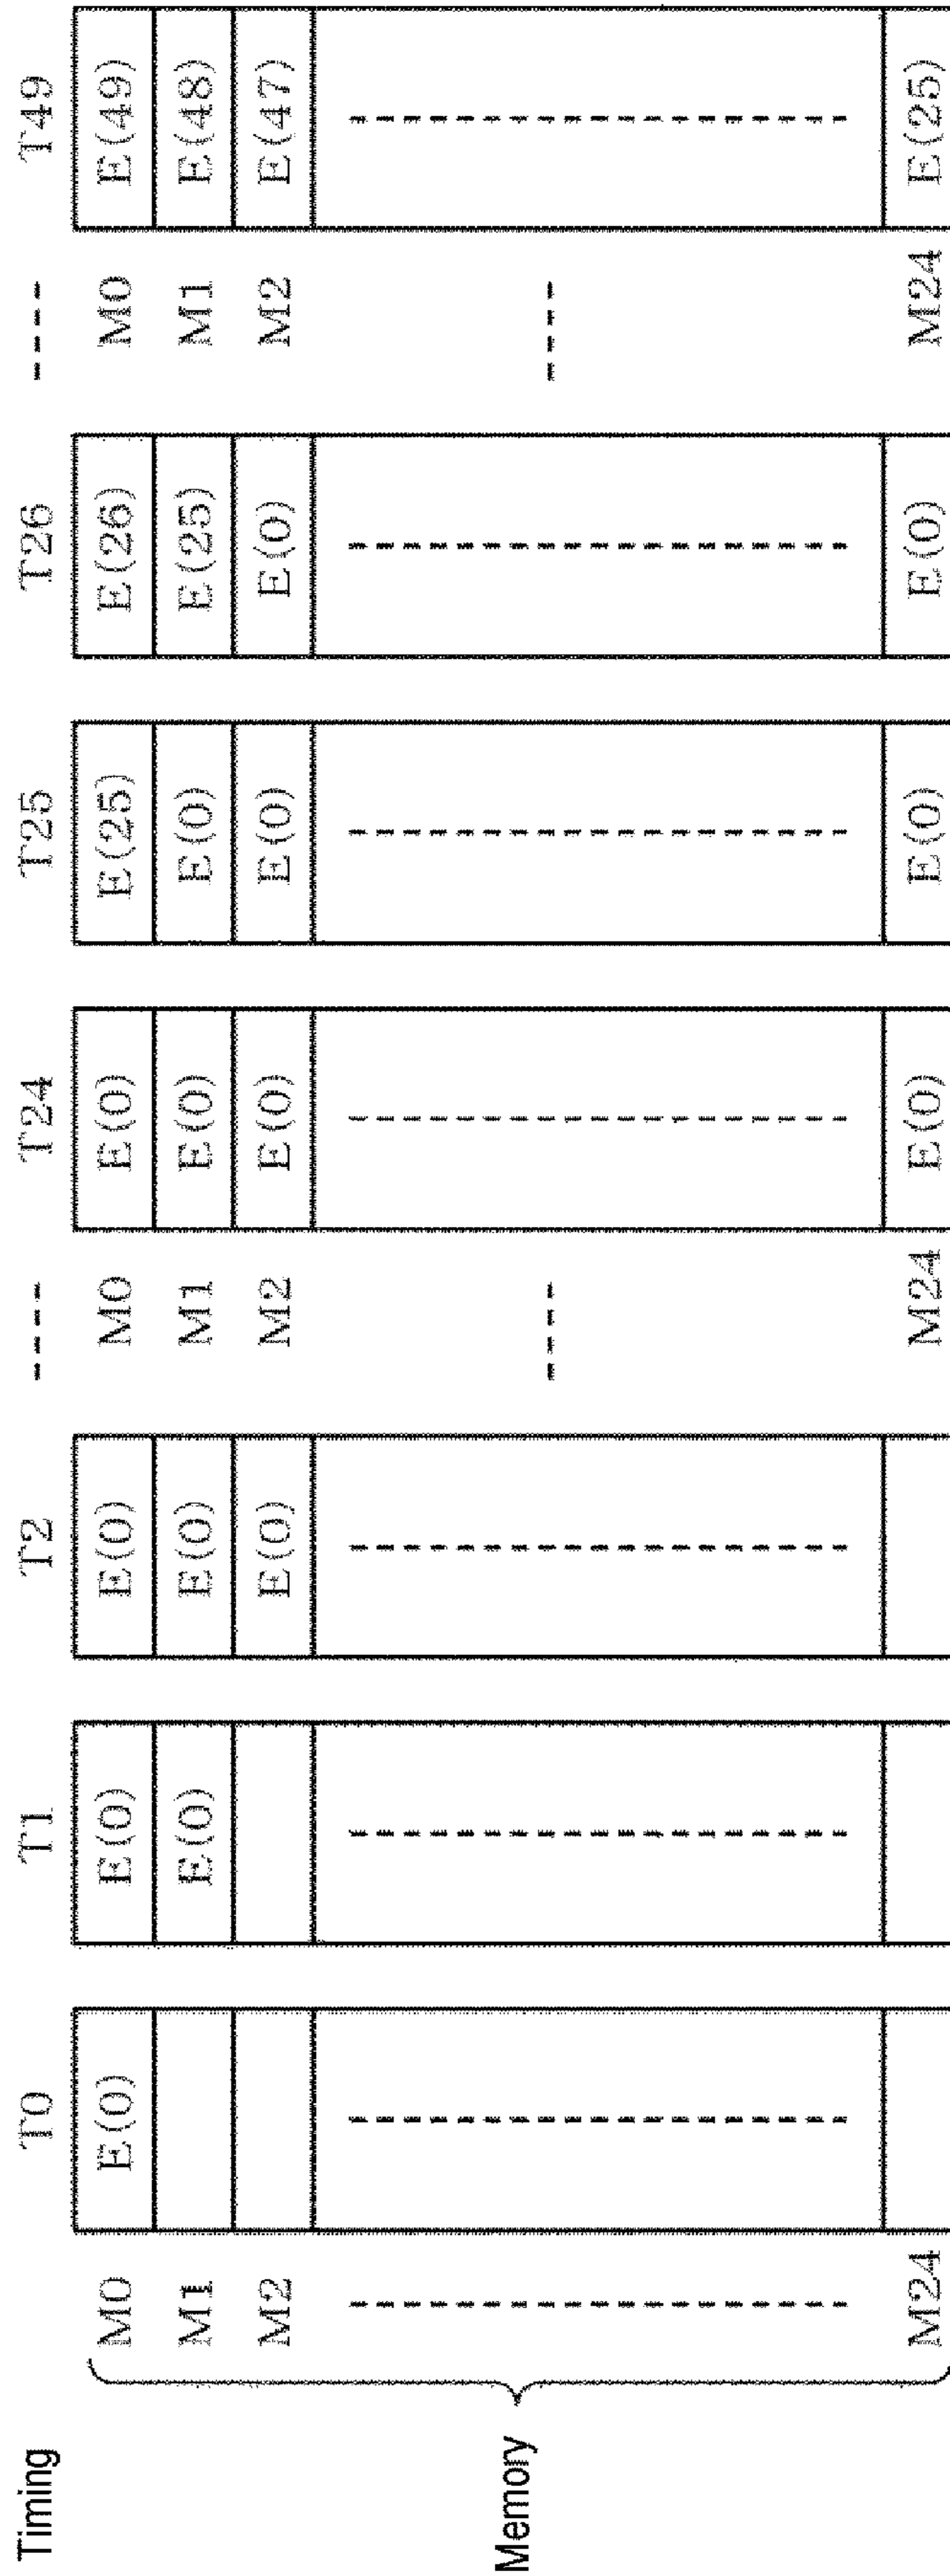 Timing T0 T1 T2 ---- T24 T25 T26 ---- T49
M0 E(0) E(0) E(0) M0 E(0) E(25) E(26) M0 E(49)
M1 E(0) E(0) M1 E(0) E(0) E(25) M1 E(48)
M2 E(0) M2 E(0) E(0) E(0) M2 E(47)
Memory
M24 M24 E(0) E(0) E(0) M24 E(25)